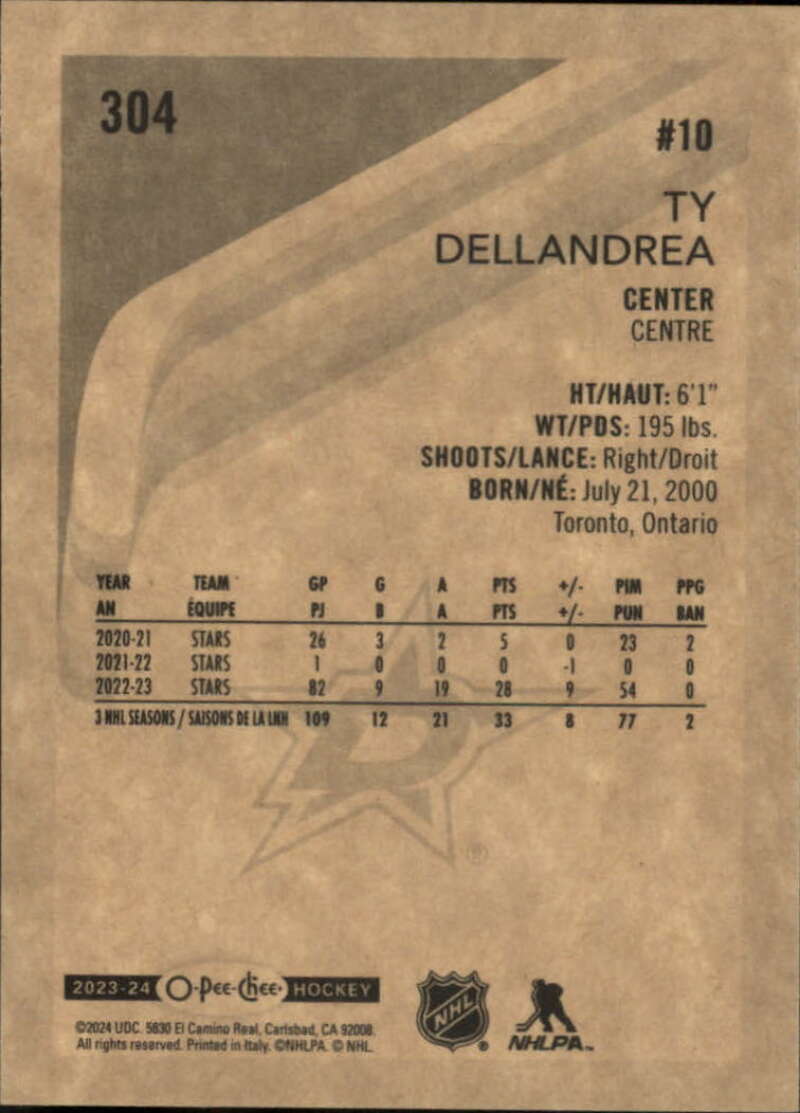 304
#10
TY
DELLANDREA
CENTER
CENTRE
HT/HAUT: 6'1"
WT/PDS: 195 lbs.
SHOOTS/LANCE: Right/Droit
BORN/NÉ: July 21, 2000
Toronto, Ontario
YEAR TEAM GP G A PTS +/- PIM PPG
AN ÉQUIPE PJ B A PTS +/- PUN BAN
2020-21 STARS 26 3 2 5 0 23 2
2021-22 STARS 1 0 0 0 -1 0 0
2022-23 STARS 82 9 19 28 9 54 0
3 NHL SEASONS / SAISONS DE LA LNH 109 12 21 33 8 77 2
®
2023-24 O-Pee-Chee HOCKEY
©2024 UDC. 5830 El Camino Real, Carlsbad, CA 92008.
All rights reserved. Printed in Italy. ©NHLPA. © NHL.
NHL ®
NHLPA™